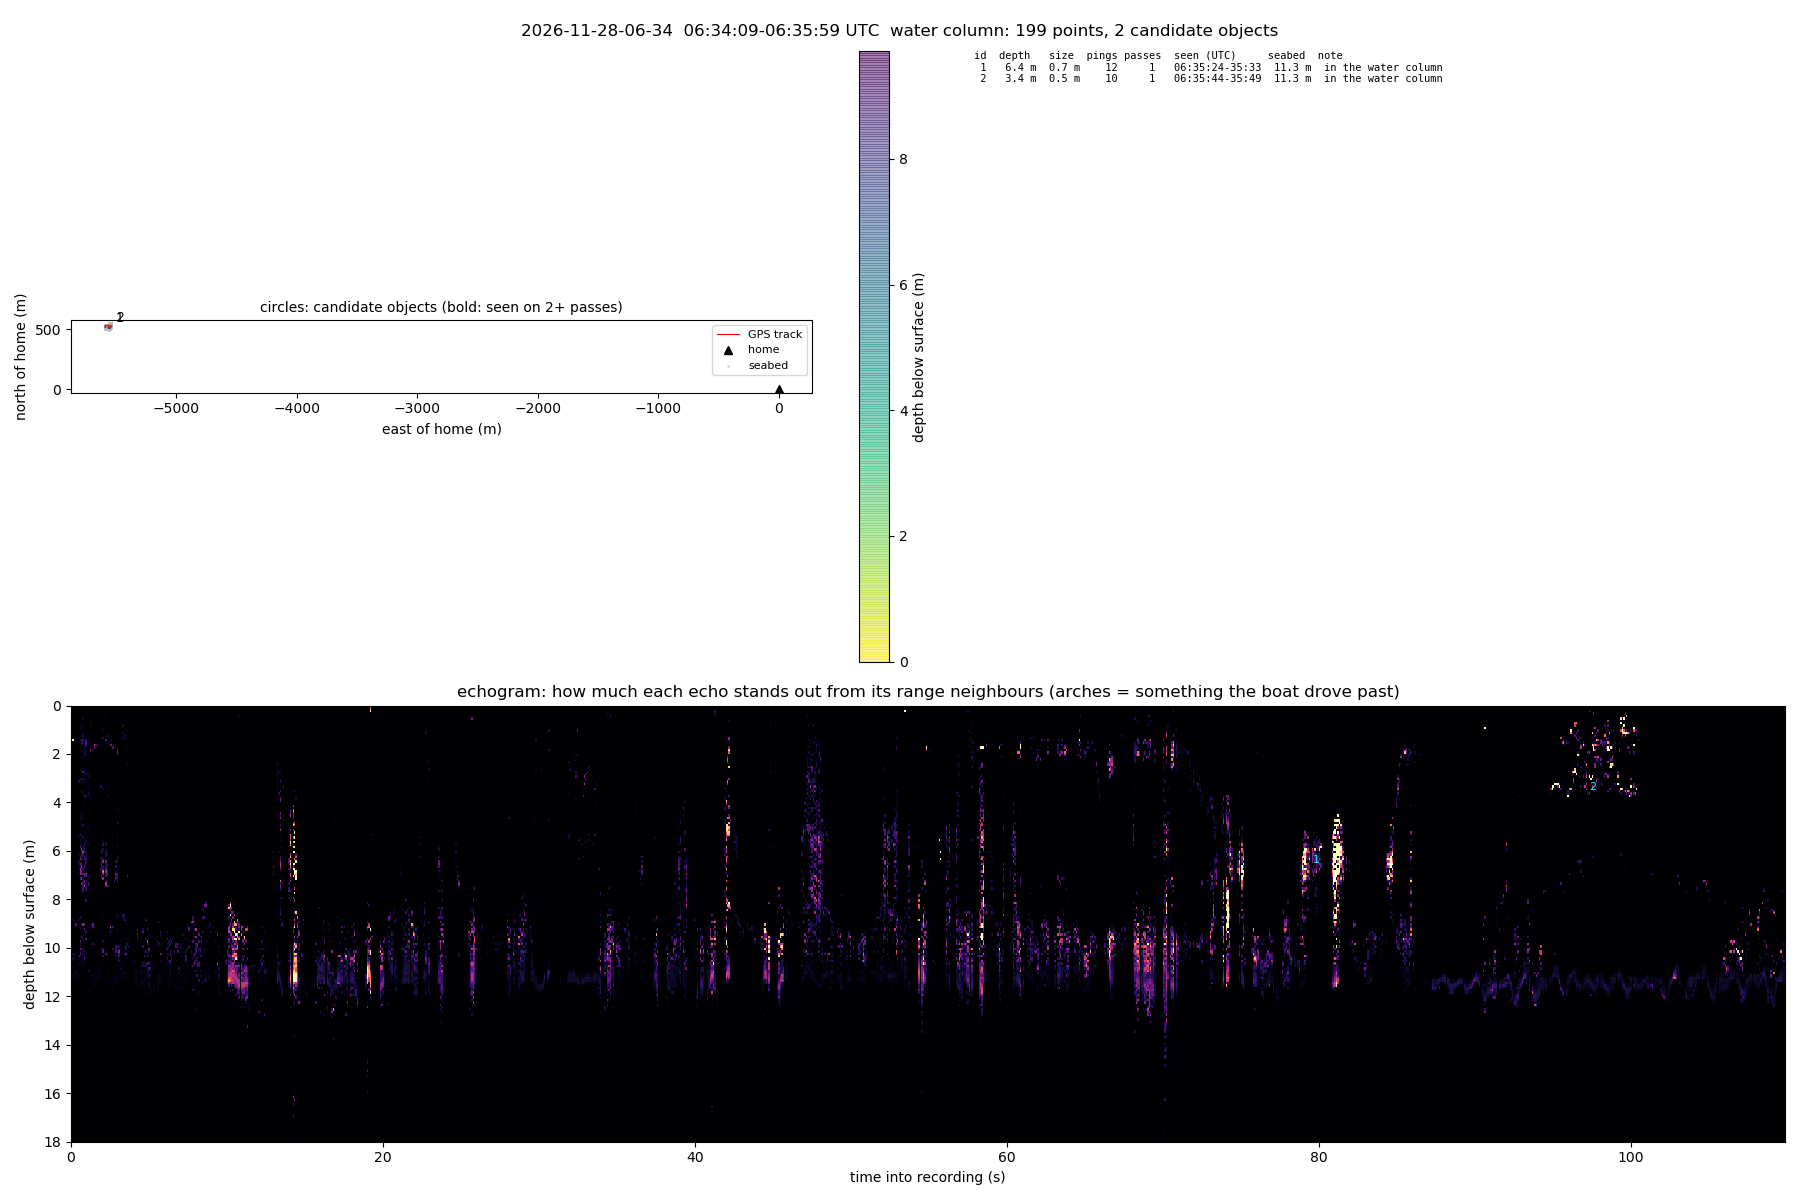 2026-11-28-06-34  06:34:09-06:35:59 UTC  water column: 199 points, 2 candidate objects
id  depth   size  pings passes  seen (UTC)     seabed  note
1   6.4 m  0.7 m    12     1   06:35:24-35:33  11.3 m  in the water column
2   3.4 m  0.5 m    10     1   06:35:44-35:49  11.3 m  in the water column
circles: candidate objects (bold: seen on 2+ passes)
north of home (m)
500
0
1
2
GPS track
home
seabed
−5000
−4000
−3000
−2000
−1000
0
east of home (m)
8
6
4
2
0
depth below surface (m)
echogram: how much each echo stands out from its range neighbours (arches = something the boat drove past)
depth below surface (m)
0
2
4
6
8
10
12
14
16
18
1
2
0
20
40
60
80
100
time into recording (s)